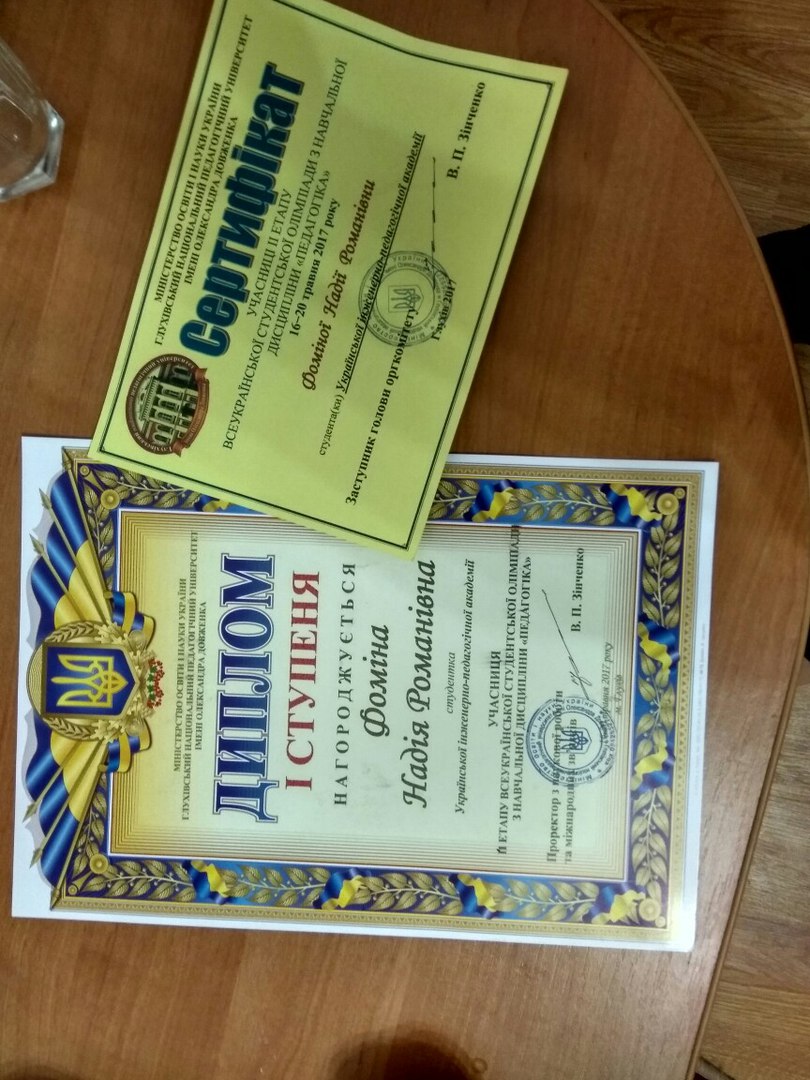 МІНІСТЕРСТВО ОСВІТИ І НАУКИ УКРАЇНИ
ГЛУХІВСЬКИЙ НАЦІОНАЛЬНИЙ ПЕДАГОГІЧНИЙ УНІВЕРСИТЕТ
ІМЕНІ ОЛЕКСАНДРА ДОВЖЕНКА
Сертифікат
УЧАСНИЦІ ІІ ЕТАПУ
ВСЕУКРАЇНСЬКОЇ СТУДЕНТСЬКОЇ ОЛІМПІАДИ З НАВЧАЛЬНОЇ
ДИСЦИПЛІНИ «ПЕДАГОГІКА»
16–20 травня 2017 року
Фоміної Надії Романівни
студента(ки) Української інженерно-педагогічної академії
Заступник голови оргкомітету
В. П. Зінченко
Глухів 2017
МІНІСТЕРСТВО ОСВІТИ І НАУКИ УКРАЇНИ
ГЛУХІВСЬКИЙ НАЦІОНАЛЬНИЙ ПЕДАГОГІЧНИЙ УНІВЕРСИТЕТ
ІМЕНІ ОЛЕКСАНДРА ДОВЖЕНКА
ДИПЛОМ
І СТУПЕНЯ
НАГОРОДЖУЄТЬСЯ
Фоміна
Надія Романівна
студентка
Української інженерно-педагогічної академії
УЧАСНИЦЯ
ІІ ЕТАПУ ВСЕУКРАЇНСЬКОЇ СТУДЕНТСЬКОЇ ОЛІМПІАДИ
З НАВЧАЛЬНОЇ ДИСЦИПЛІНИ «ПЕДАГОГІКА»
Проректор з наукової роботи
та міжнародних зв'язків
В. П. Зінченко
травня 2017 року
м. Глухів